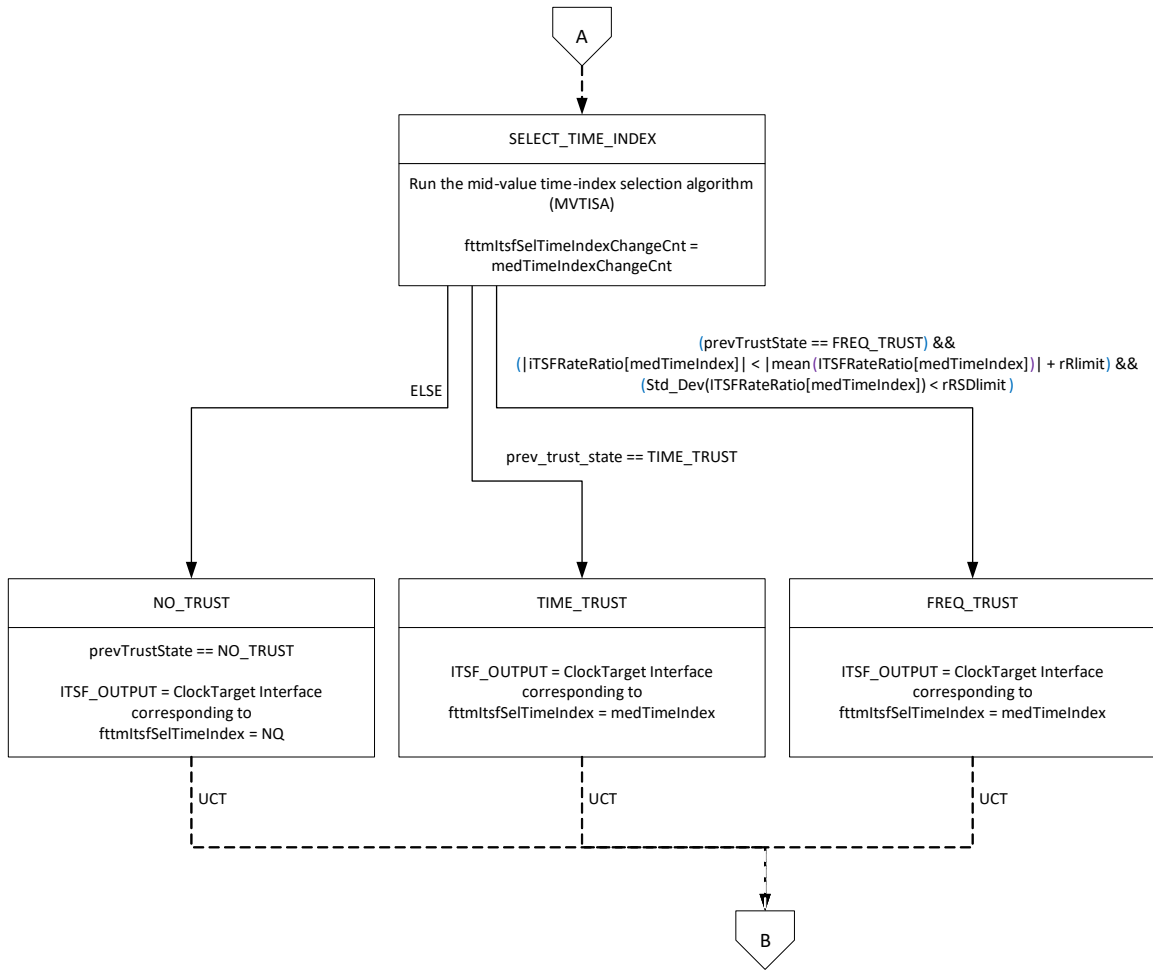 A
SELECT_TIME_INDEX
Run the mid-value time-index selection algorithm
(MVTISA)
fttmItsfSelTimeIndexChangeCnt =
medTimeIndexChangeCnt
(prevTrustState == FREQ_TRUST) &&
(|iTSFRateRatio[medTimeIndex]| < |mean(ITSFRateRatio[medTimeIndex])| + rRlimit) &&
(Std_Dev(ITSFRateRatio[medTimeIndex]) < rRSDlimit)
ELSE
prev_trust_state == TIME_TRUST
NO_TRUST
prevTrustState == NO_TRUST
ITSF_OUTPUT = ClockTarget Interface
corresponding to
fttmItsfSelTimeIndex = NQ
TIME_TRUST
ITSF_OUTPUT = ClockTarget Interface
corresponding to
fttmItsfSelTimeIndex = medTimeIndex
FREQ_TRUST
ITSF_OUTPUT = ClockTarget Interface
corresponding to
fttmItsfSelTimeIndex = medTimeIndex
UCT
UCT
UCT
B